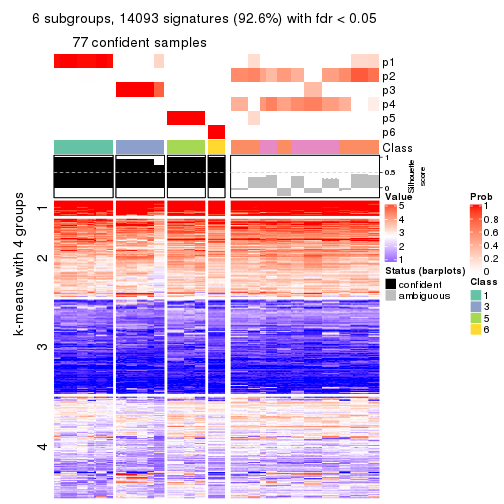 6 subgroups, 14093 signatures (92.6%) with fdr < 0.05
77 confident samples
p1
p2
p3
p4
p5
p6
Class
1
0.5
0
Silhouette
score
k-means with 4 groups
1
2
3
4
Value
5
4
3
2
1
Status (barplots)
confident
ambiguous
Prob
1
0.8
0.6
0.4
0.2
0
Class
1
3
5
6